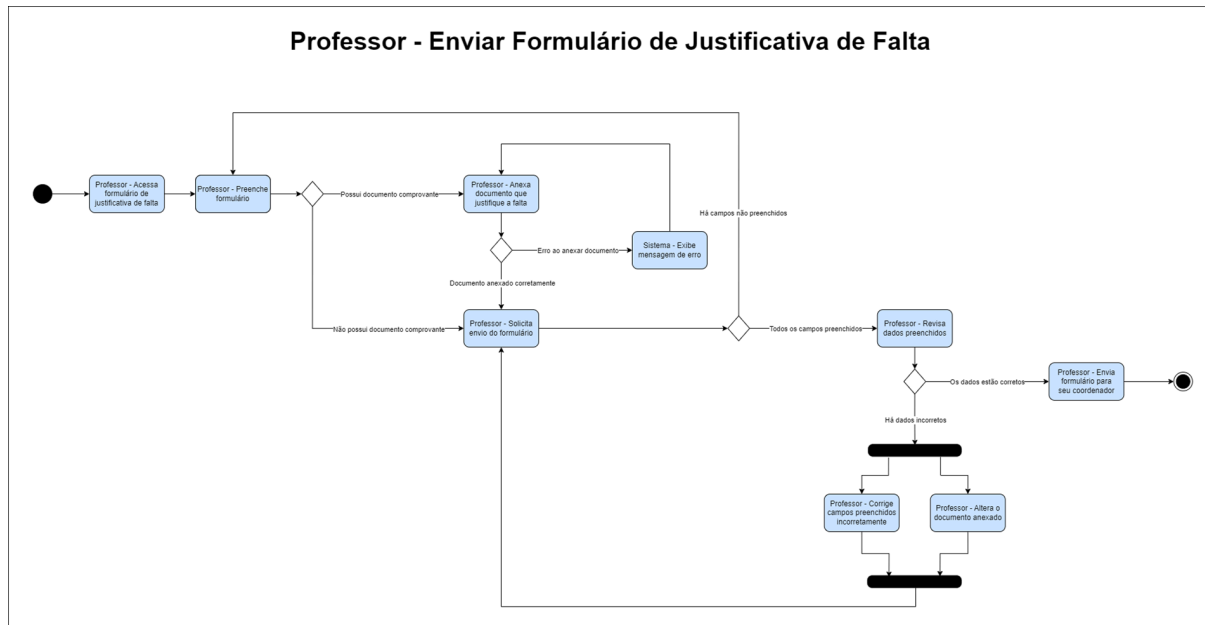 Professor - Enviar Formulário de Justificativa de Falta
Professor - Acessa
formulário de
justificativa de falta
Professor - Preenche
formulário
Possui documento comprovante
Professor - Anexa
documento que
justifique a falta
Há campos não preenchidos
Erro ao anexar documento
Sistema - Exibe
mensagem de erro
Documento anexado corretamente
Não possui documento comprovante
Professor - Solicita
envio do formulário
Todos os campos preenchidos
Professor - Revisa
dados preenchidos
Os dados estão corretos
Professor - Envia
formulário para
seu coordenador
Há dados incorretos
Professor - Corrige
campos preenchidos
incorretamente
Professor - Altera o
documento anexado